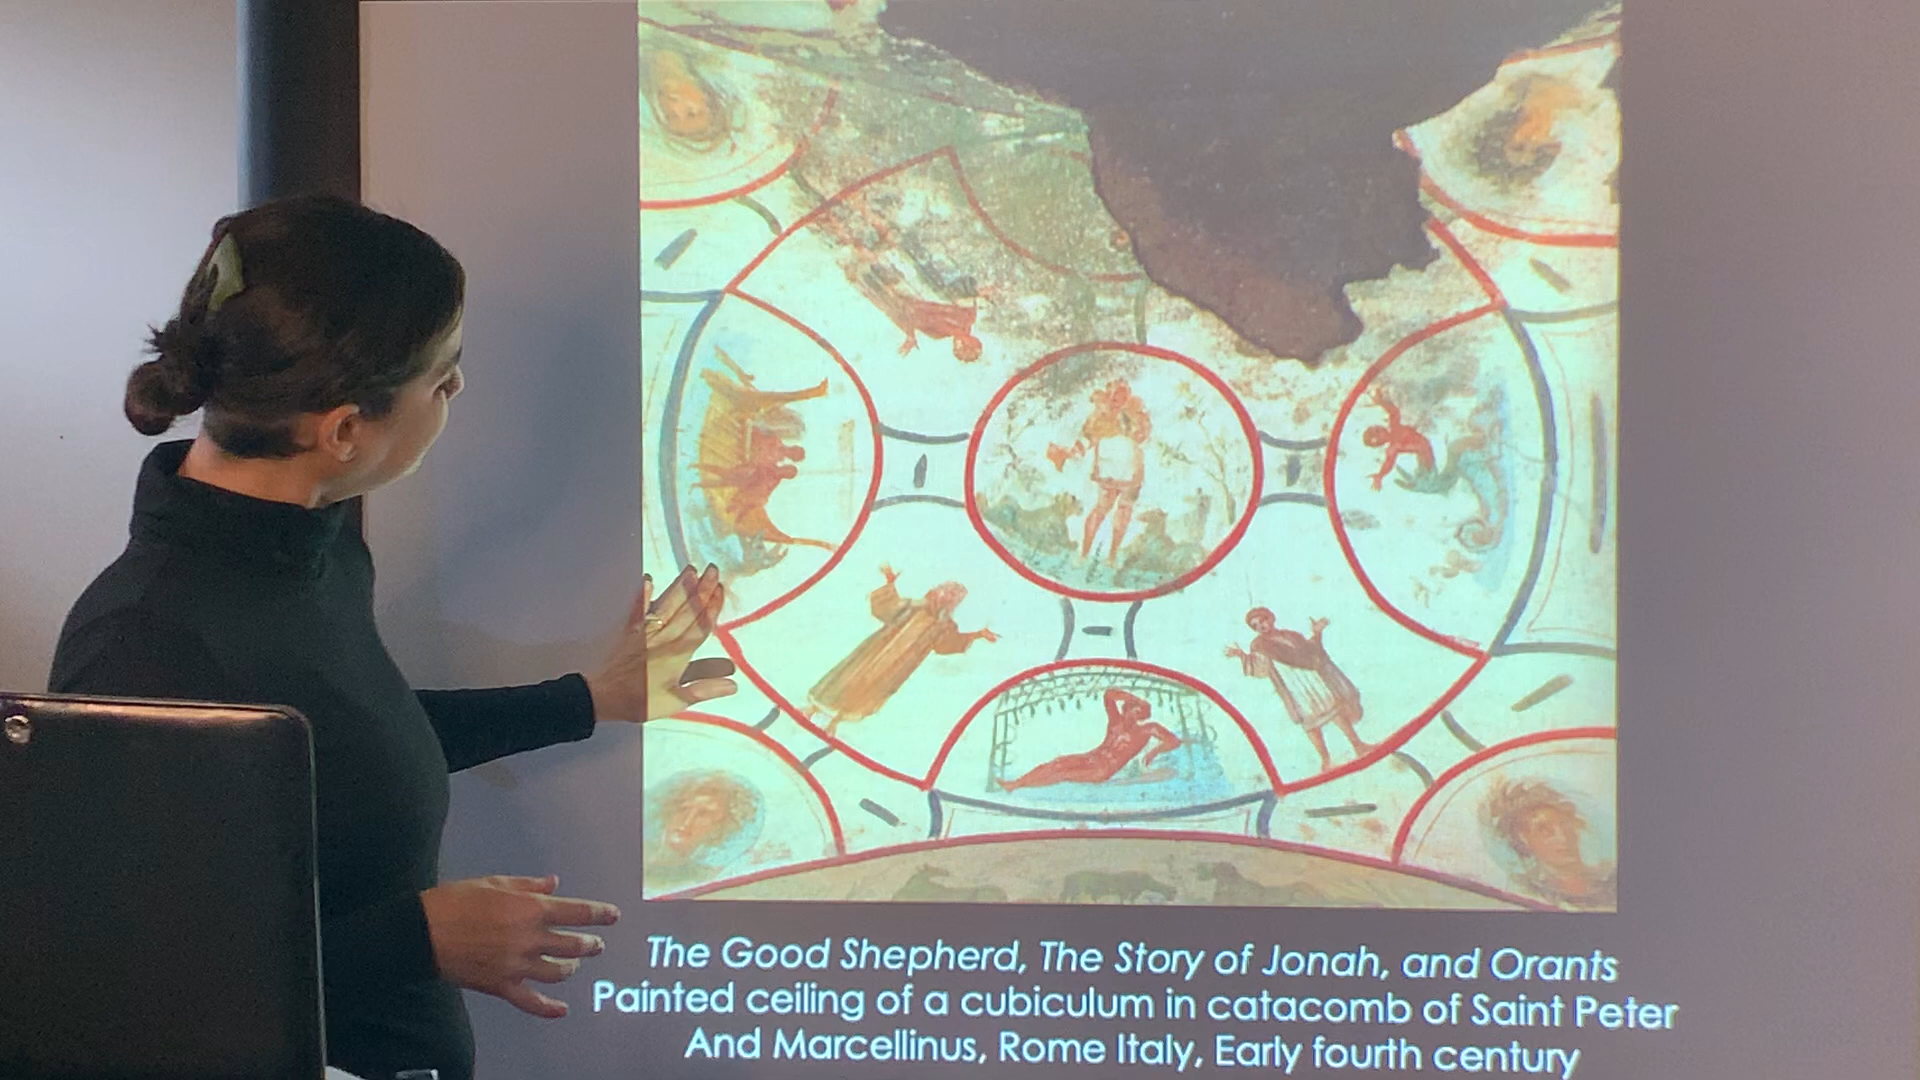 The Good Shepherd, The Story of Jonah, and Orants
Painted ceiling of a cubiculum in catacomb of Saint Peter
And Marcellinus, Rome Italy, Early fourth century